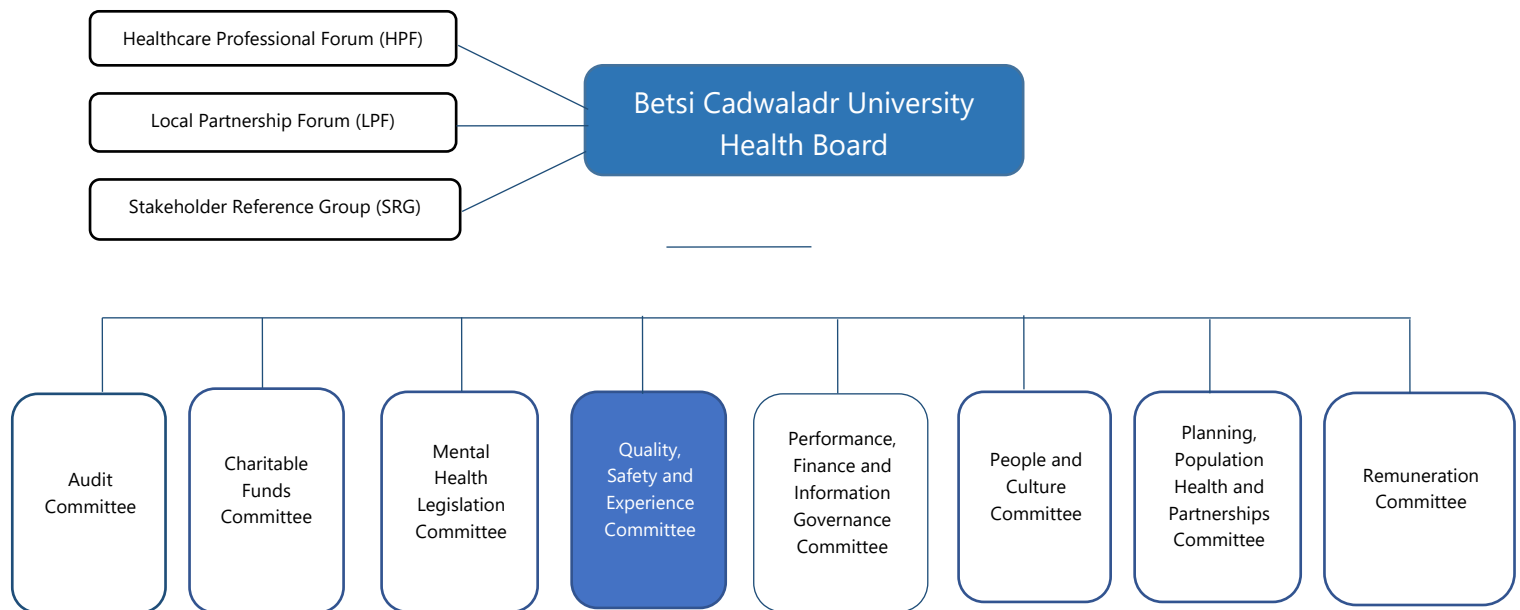 Healthcare Professional Forum (HPF)
Local Partnership Forum (LPF)
Stakeholder Reference Group (SRG)
Betsi Cadwaladr University
Health Board
Audit
Committee
Charitable
Funds
Committee
Mental
Health
Legislation
Committee
Quality,
Safety and
Experience
Committee
Performance,
Finance and
Information
Governance
Committee
People and
Culture
Committee
Planning,
Population
Health and
Partnerships
Committee
Remuneration
Committee